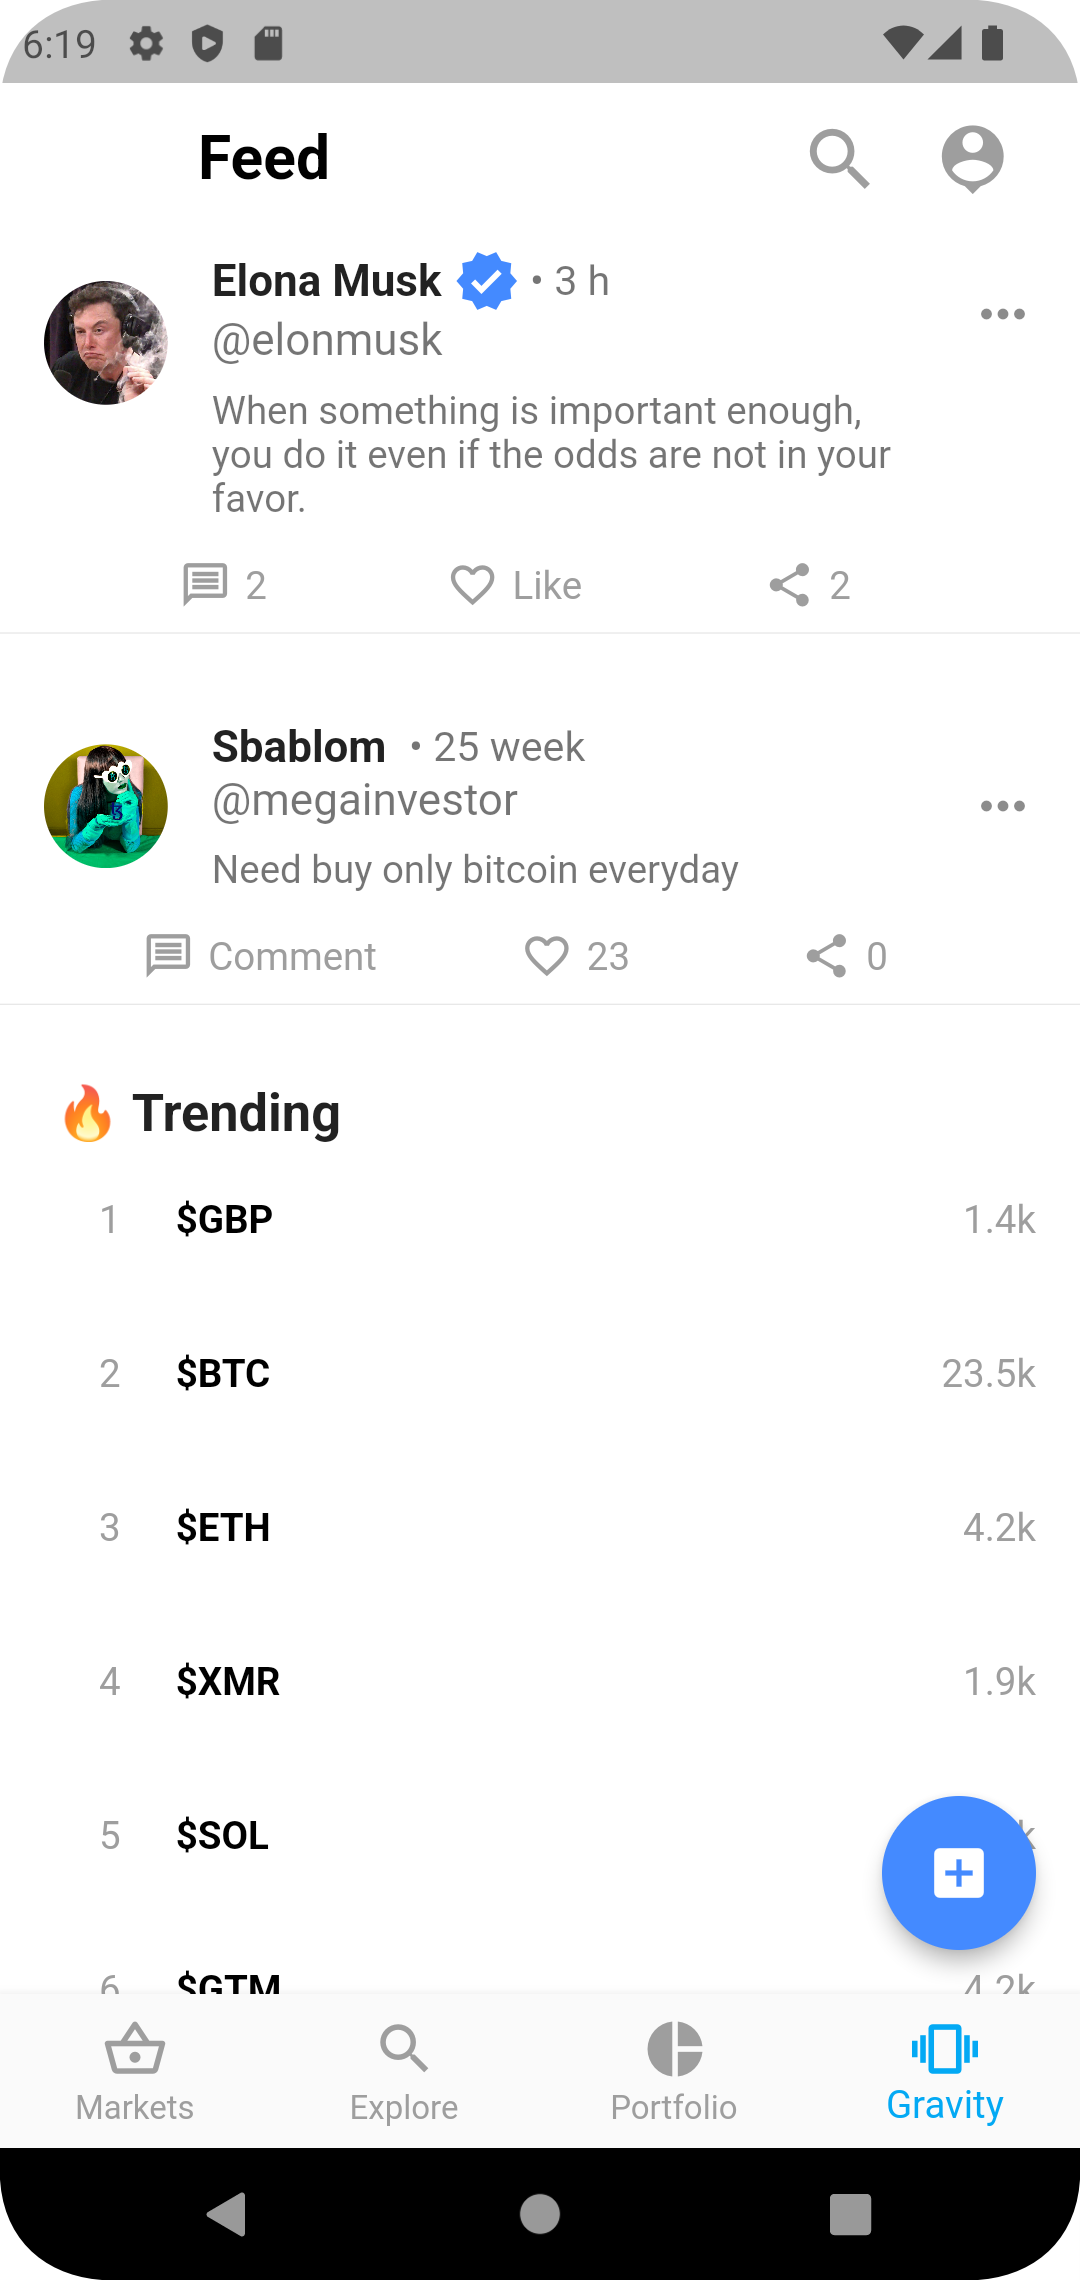 6:19
Feed
Elona Musk • 3 h
@elonmusk
When something is important enough,
you do it even if the odds are not in your
favor.
2 Like 2
Sbablom • 25 week
@megainvestor
Need buy only bitcoin everyday
Comment 23 0
🔥 Trending
1 $GBP 1.4k
2 $BTC 23.5k
3 $ETH 4.2k
4 $XMR 1.9k
5 $SOL
6 $GTM 4.2k
Markets Explore Portfolio Gravity